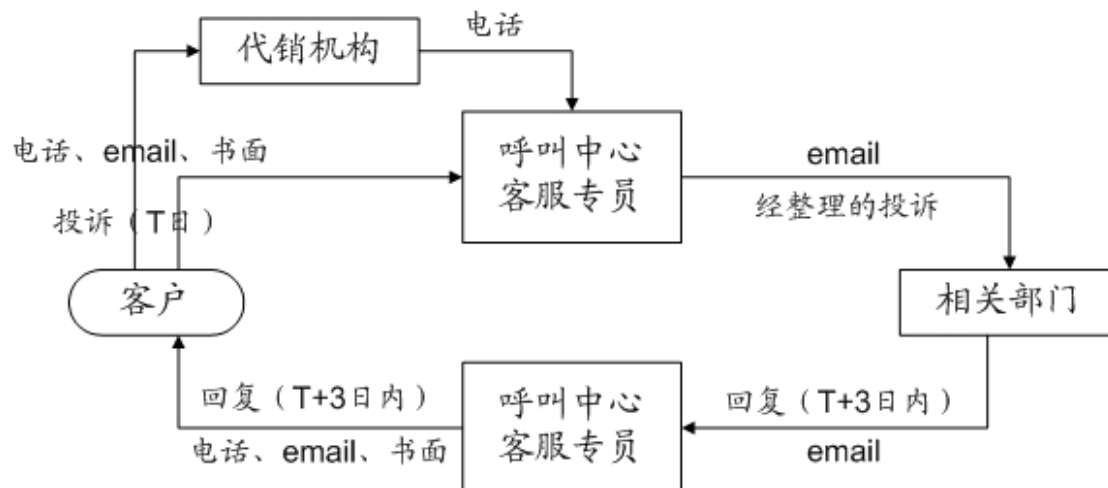 代销机构
电话
呼叫中心
客服专员
电话、email、书面
email
经整理的投诉
投诉（T日）
客户
相关部门
回复（T+3日内）
电话、email、书面
呼叫中心
客服专员
回复（T+3日内）
email